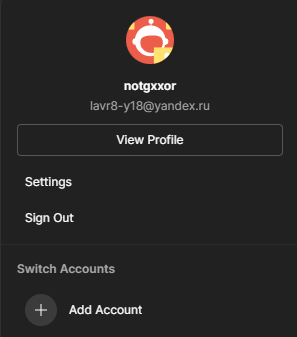 notgxxor
lavr8-y18@yandex.ru
View Profile
Settings
Sign Out
Switch Accounts
Add Account